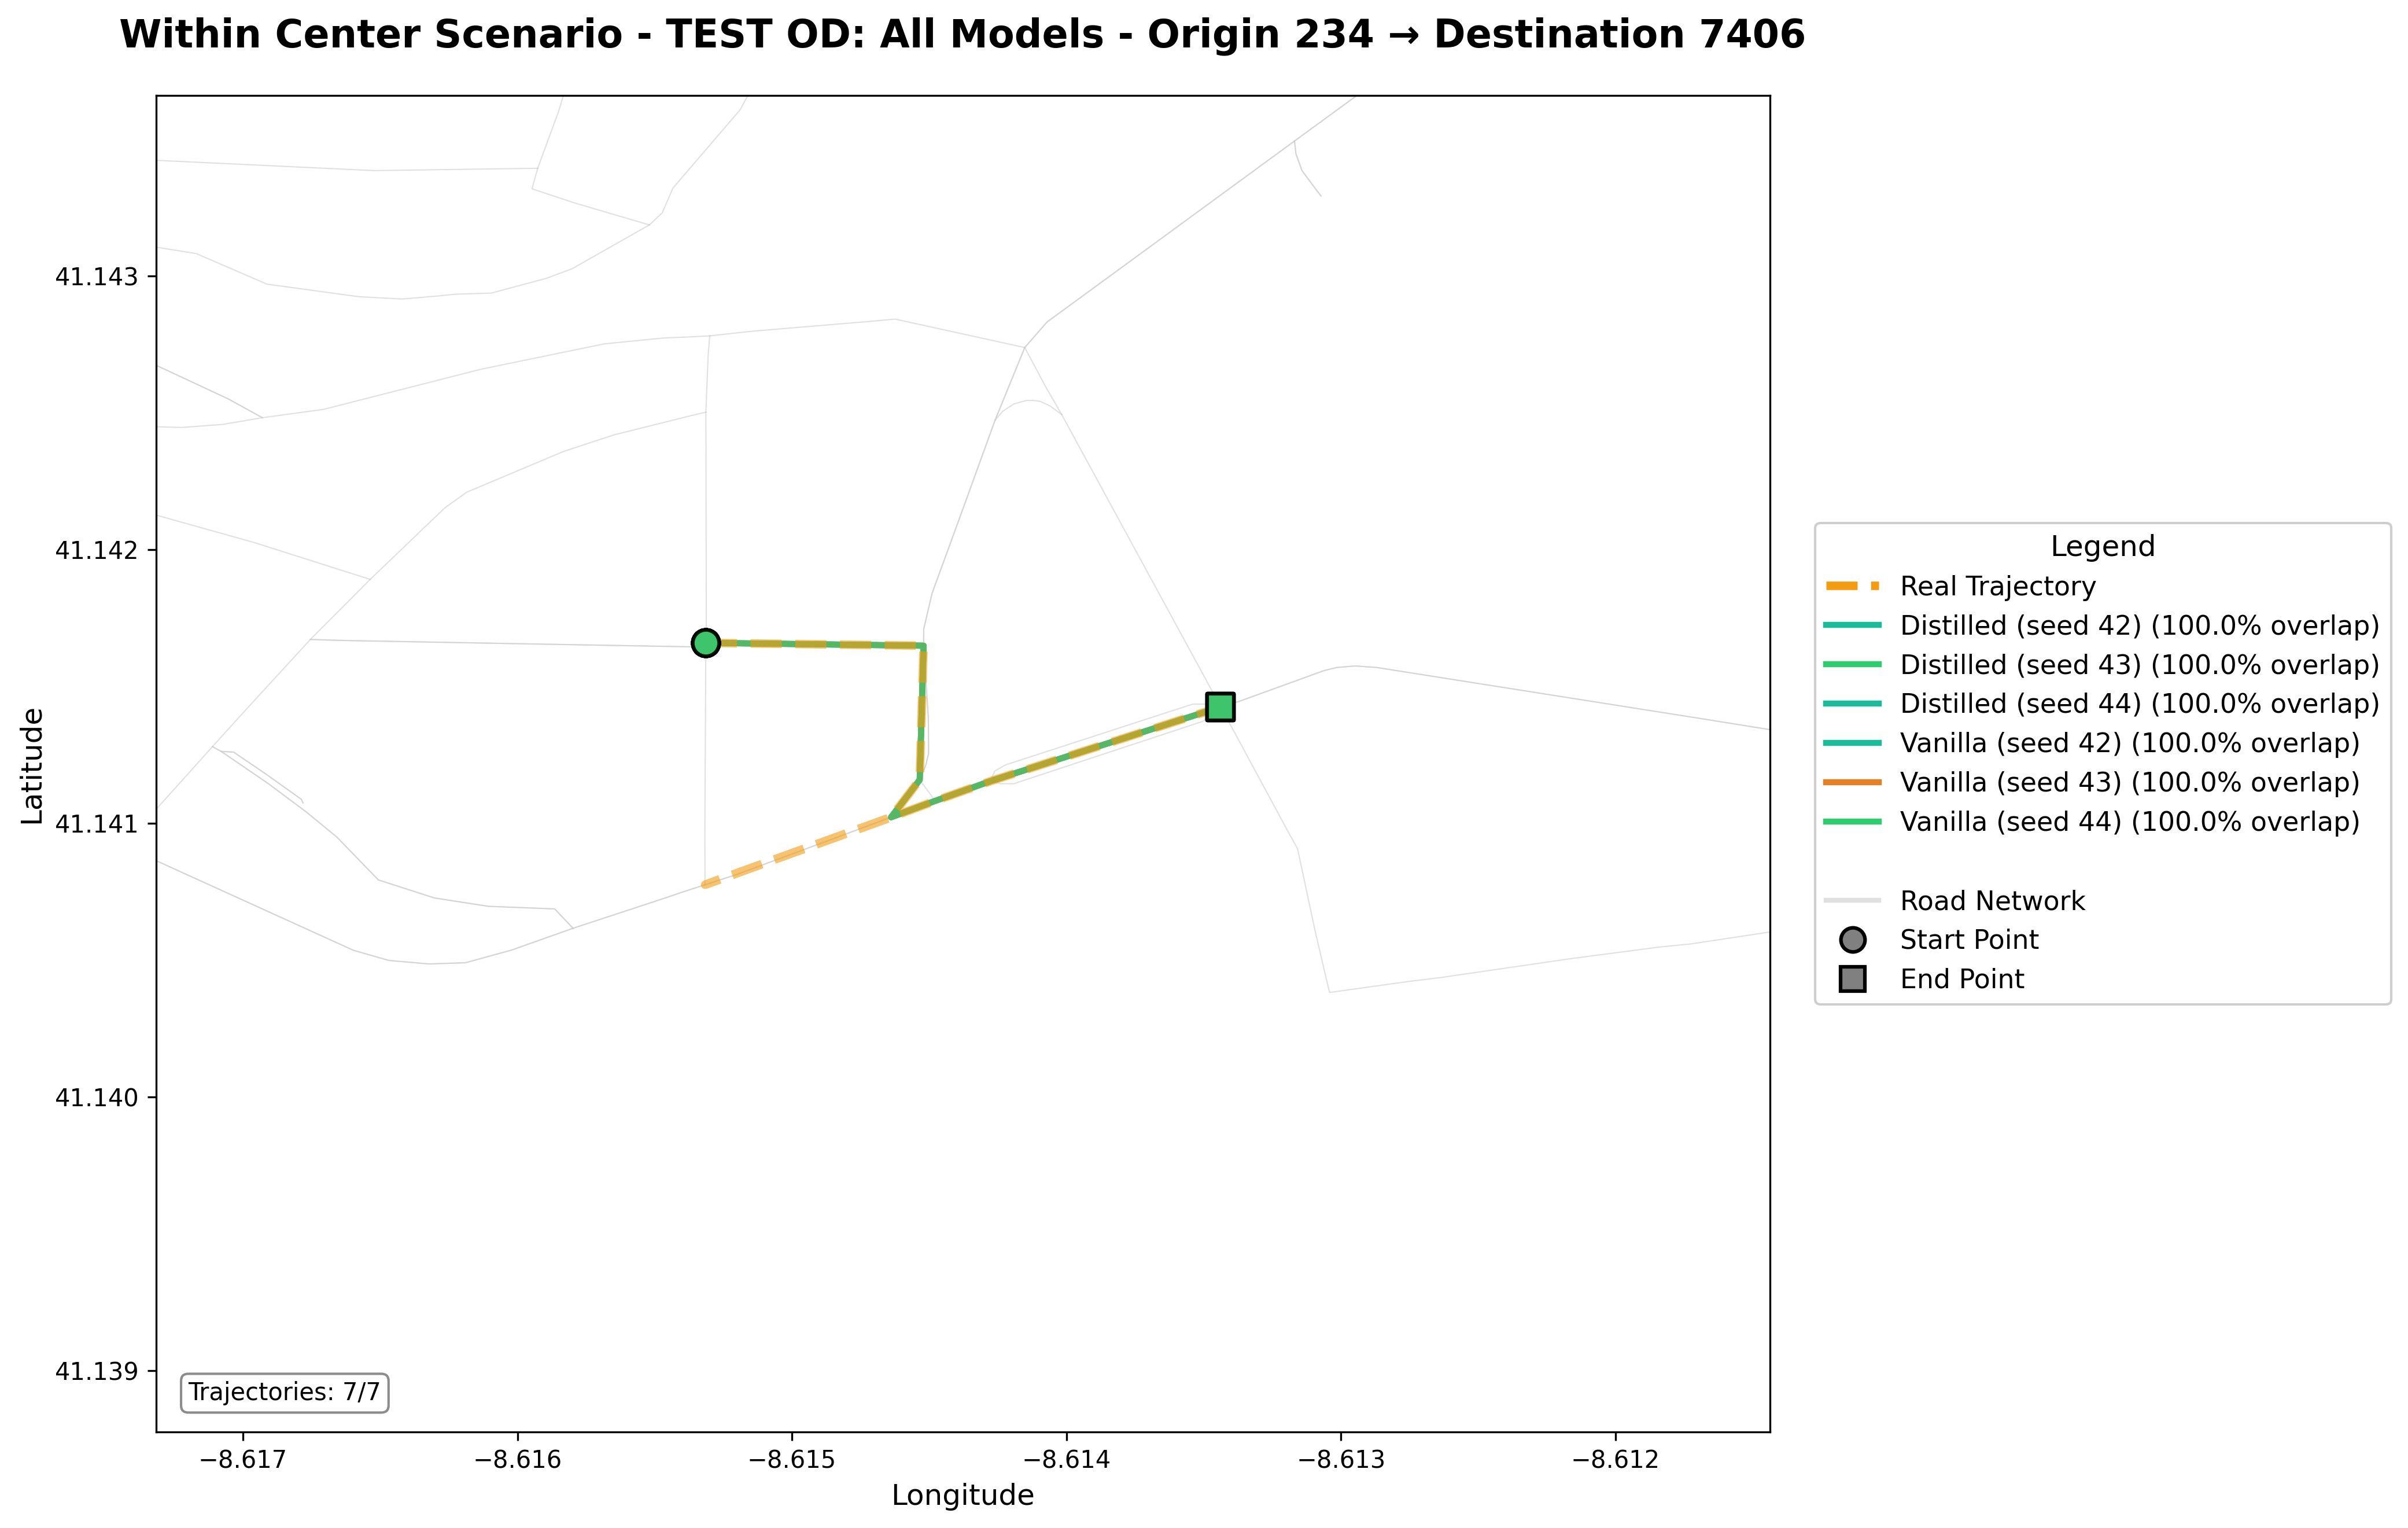 Within Center Scenario - TEST OD: All Models - Origin 234 → Destination 7406
41.143
41.142
41.141
41.140
41.139
Latitude
−8.617
−8.616
−8.615
−8.614
−8.613
−8.612
Longitude
Trajectories: 7/7
Legend
Real Trajectory
Distilled (seed 42) (100.0% overlap)
Distilled (seed 43) (100.0% overlap)
Distilled (seed 44) (100.0% overlap)
Vanilla (seed 42) (100.0% overlap)
Vanilla (seed 43) (100.0% overlap)
Vanilla (seed 44) (100.0% overlap)
Road Network
Start Point
End Point